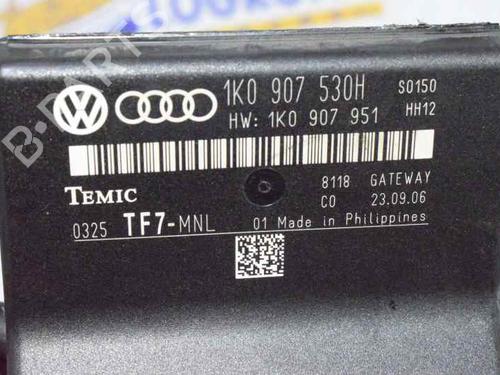 B-PARTS
1K0 907 530H S0150
HW: 1K0 907 951 HH12
TEMIC 8118 GATEWAY
C0 23.09.06
0325 TF7-MNL 01 Made in Philippines